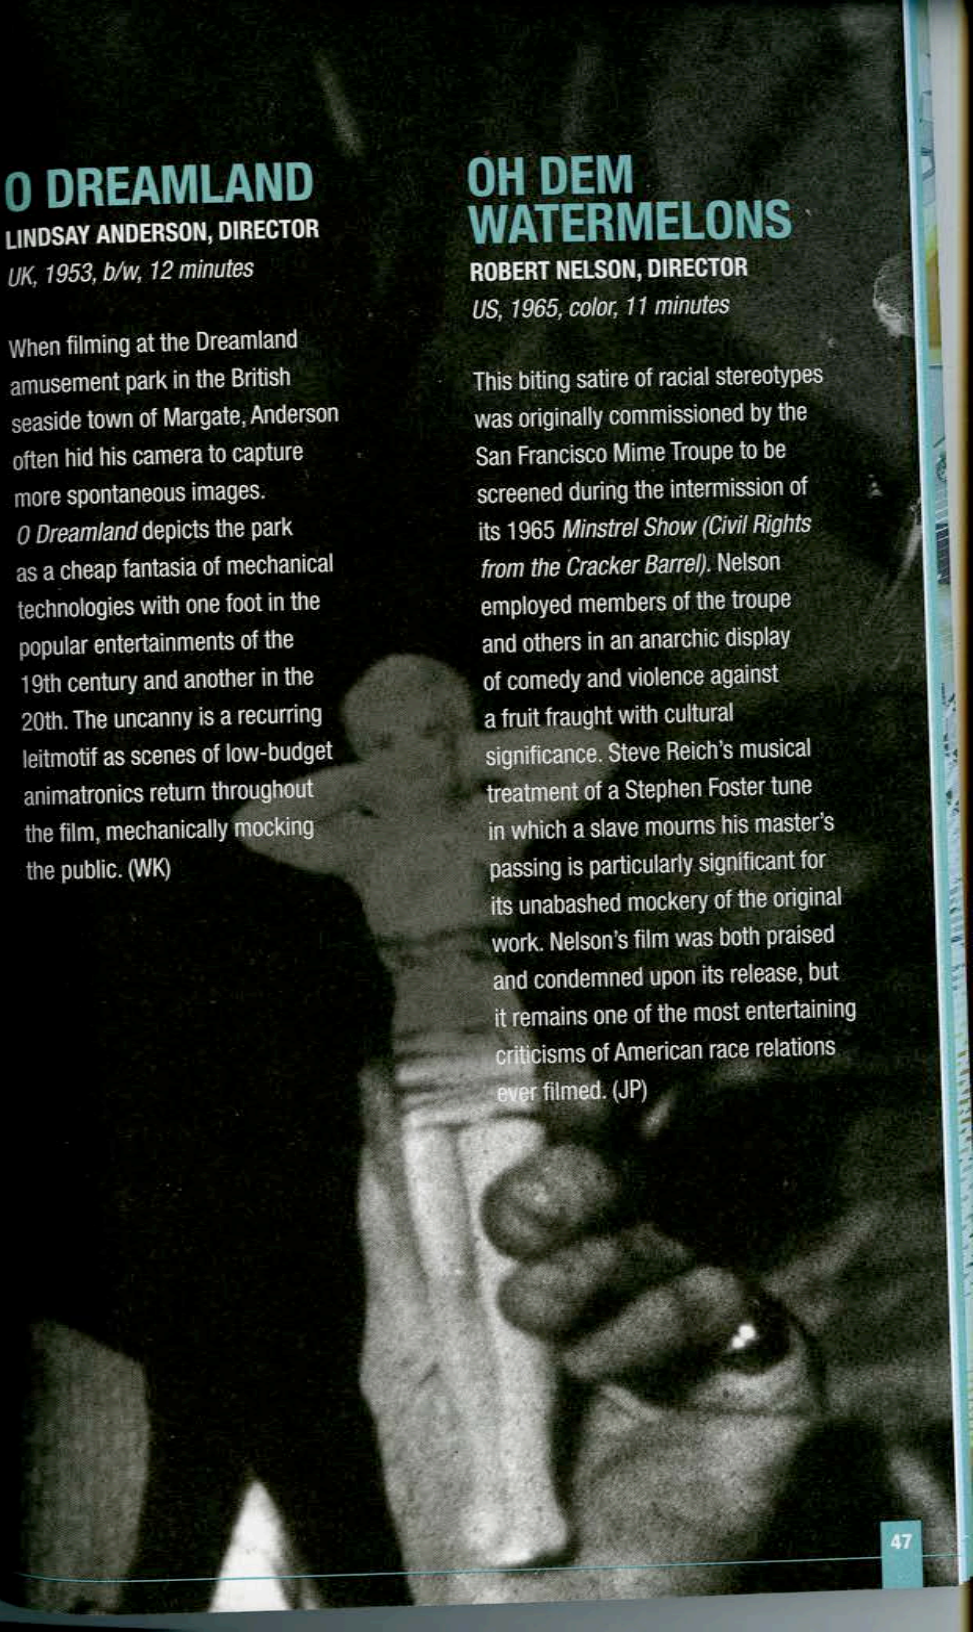 O DREAMLAND
LINDSAY ANDERSON, DIRECTOR
UK, 1953, b/w, 12 minutes
When filming at the Dreamland
amusement park in the British
seaside town of Margate, Anderson
often hid his camera to capture
more spontaneous images.
O Dreamland depicts the park
as a cheap fantasia of mechanical
technologies with one foot in the
popular entertainments of the
19th century and another in the
20th. The uncanny is a recurring
leitmotif as scenes of low-budget
animatronics return throughout
the film, mechanically mocking
the public. (WK)
OH DEM
WATERMELONS
ROBERT NELSON, DIRECTOR
US, 1965, color, 11 minutes
This biting satire of racial stereotypes
was originally commissioned by the
San Francisco Mime Troupe to be
screened during the intermission of
its 1965 Minstrel Show (Civil Rights
from the Cracker Barrel). Nelson
employed members of the troupe
and others in an anarchic display
of comedy and violence against
a fruit fraught with cultural
significance. Steve Reich's musical
treatment of a Stephen Foster tune
in which a slave mourns his master's
passing is particularly significant for
its unabashed mockery of the original
work. Nelson's film was both praised
and condemned upon its release, but
it remains one of the most entertaining
criticisms of American race relations
ever filmed. (JP)
47